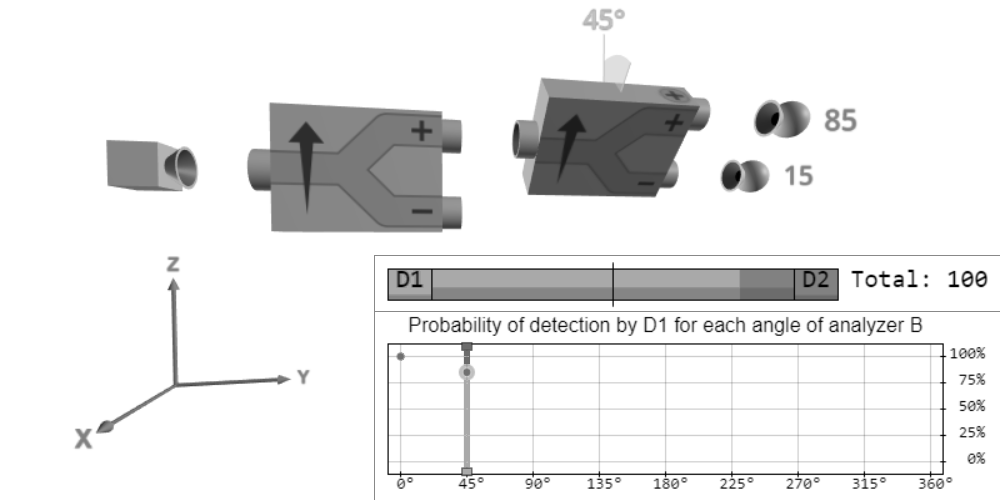 45°
+
−
+
+
−
85
15
Z
Y
X
D1
D2
Total: 100
Probability of detection by D1 for each angle of analyzer B
100%
75%
50%
25%
0%
0° 45° 90° 135° 180° 225° 270° 315° 360°